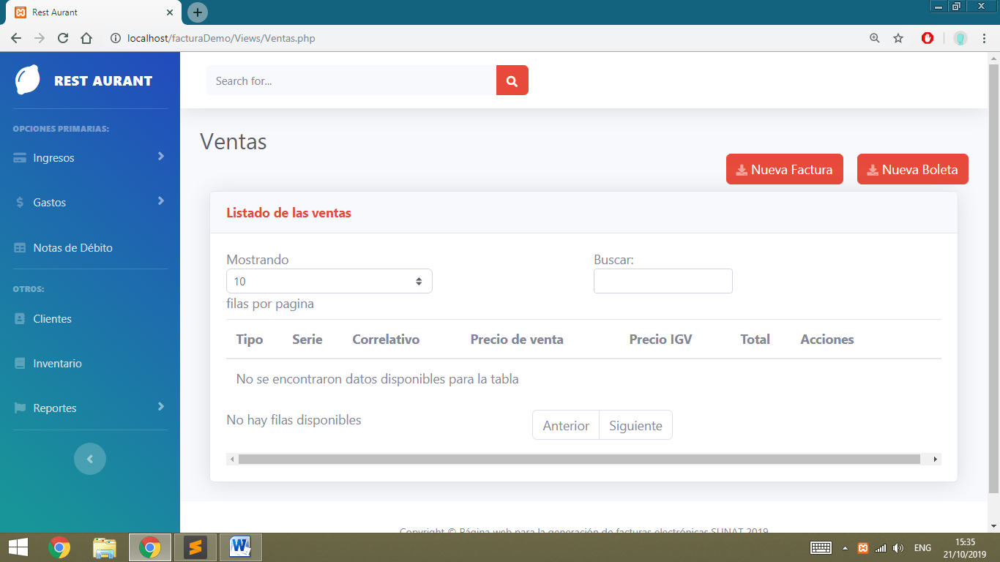 Rest Aurant
localhost/facturaDemo/Views/Ventas.php
REST AURANT
OPCIONES PRIMARIAS:
Ingresos
Gastos
Notas de Débito
OTROS:
Clientes
Inventario
Reportes
Search for...
Ventas
Nueva Factura
Nueva Boleta
Listado de las ventas
Mostrando
10
filas por pagina
Buscar:
Tipo Serie Correlativo Precio de venta Precio IGV Total Acciones
No se encontraron datos disponibles para la tabla
No hay filas disponibles
Anterior Siguiente
Copyright © Página web para la generación de facturas electrónicas SUNAT 2019
ENG
15:35
21/10/2019